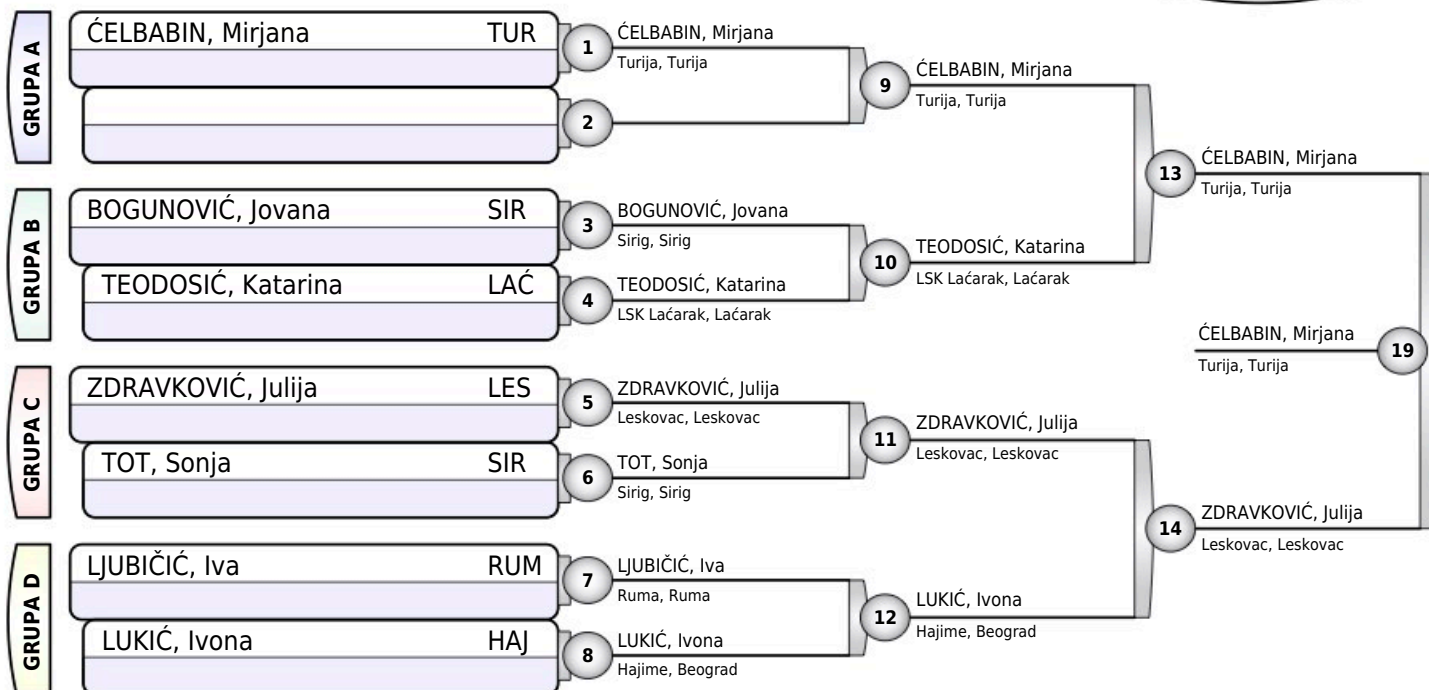 GRUPA A
ĆELBABIN, Mirjana TUR
1
ĆELBABIN, Mirjana
Turija, Turija
2
9
ĆELBABIN, Mirjana
Turija, Turija
GRUPA B
BOGUNOVIĆ, Jovana SIR
3
BOGUNOVIĆ, Jovana
Sirig, Sirig
TEODOSIĆ, Katarina LAĆ
4
TEODOSIĆ, Katarina
LSK Laćarak, Laćarak
10
TEODOSIĆ, Katarina
LSK Laćarak, Laćarak
13
ĆELBABIN, Mirjana
Turija, Turija
GRUPA C
ZDRAVKOVIĆ, Julija LES
5
ZDRAVKOVIĆ, Julija
Leskovac, Leskovac
TOT, Sonja SIR
6
TOT, Sonja
Sirig, Sirig
11
ZDRAVKOVIĆ, Julija
Leskovac, Leskovac
GRUPA D
LJUBIČIĆ, Iva RUM
7
LJUBIČIĆ, Iva
Ruma, Ruma
LUKIĆ, Ivona HAJ
8
LUKIĆ, Ivona
Hajime, Beograd
12
LUKIĆ, Ivona
Hajime, Beograd
14
ZDRAVKOVIĆ, Julija
Leskovac, Leskovac
ĆELBABIN, Mirjana
Turija, Turija
19